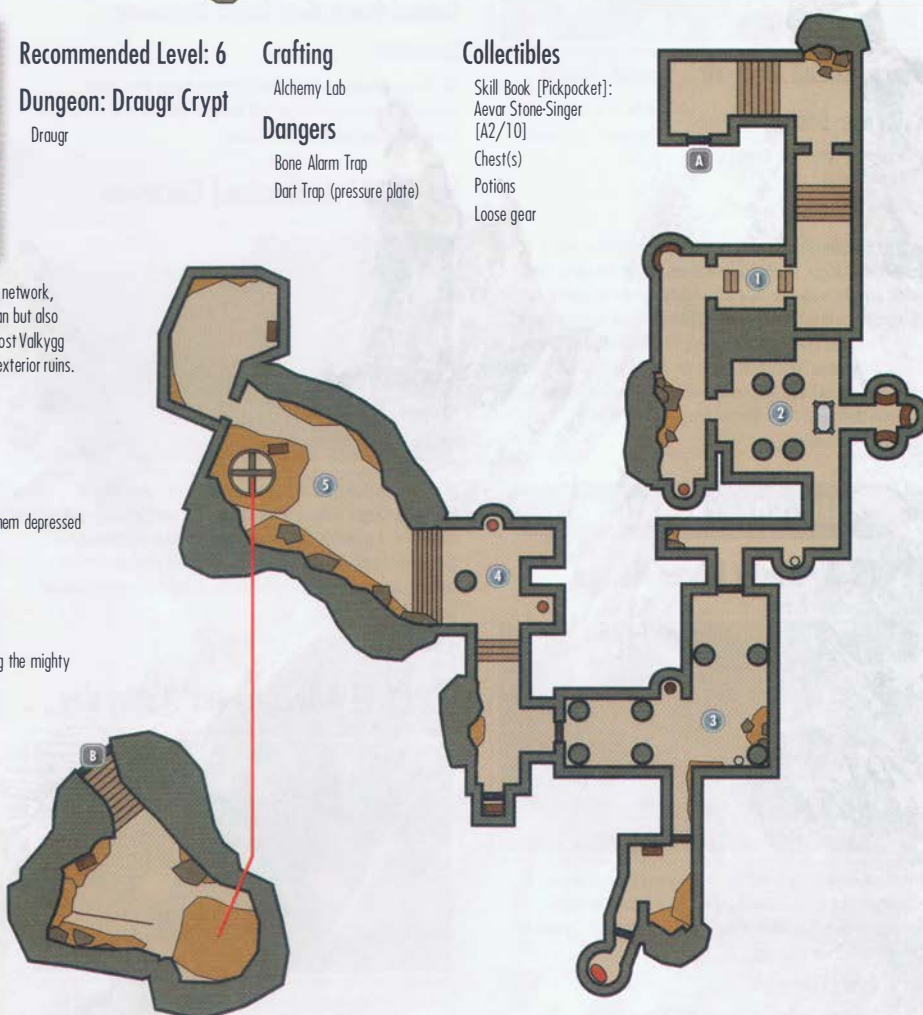 Recommended Level: 6
Dungeon: Draugr Crypt
Draugr
Crafting
Alchemy Lab
Dangers
Bone Alarm Trap
Dart Trap (pressure plate)
Collectibles
Skill Book [Pickpocket]:
Aevar Stone-Singer
[A2/10]
Chest(s)
Potions
Loose gear
network,
an but also
ost Valkygg
exterior ruins.
hem depressed
g the mighty
A
1
2
3
4
5
B